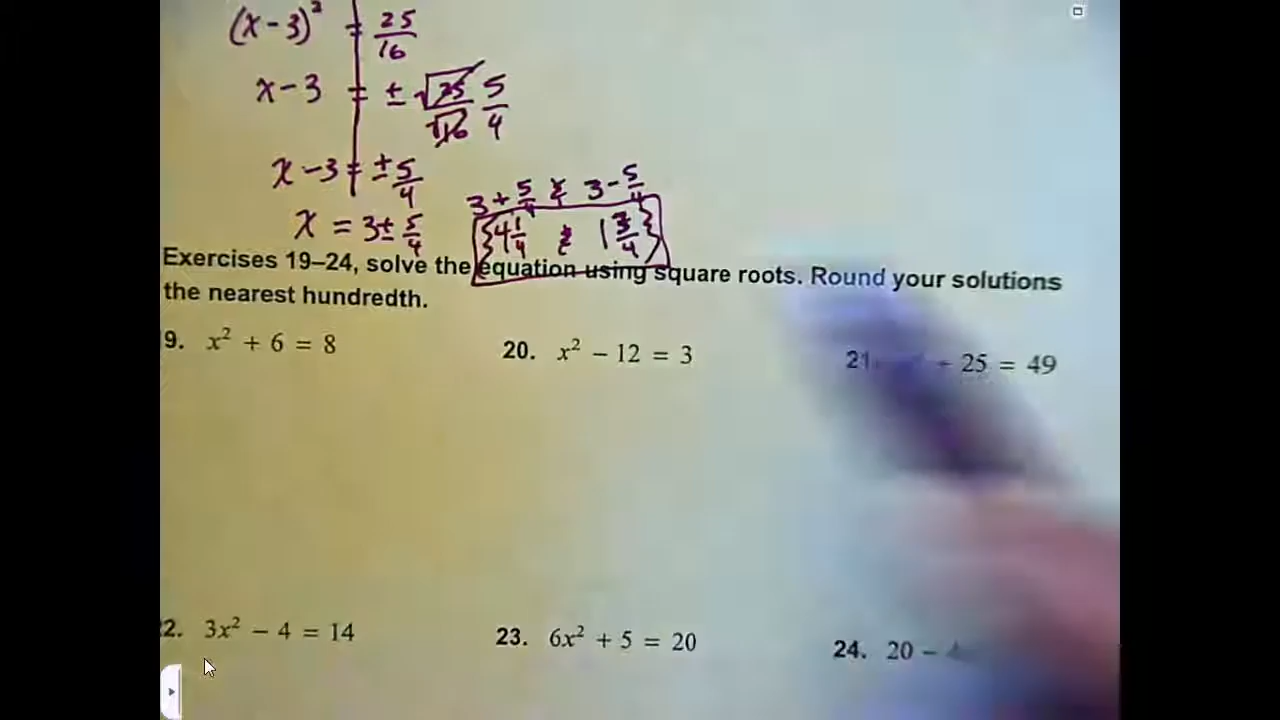 (x - 3)² = 25/16
x - 3 = ± √25/√16 5/4
x - 3 = ± 5/4
3 + 5/4 & 3 - 5/4
x = 3 ± 5/4 {4 1/4 & 1 3/4}
Exercises 19–24, solve the equation using square roots. Round your solutions
the nearest hundredth.
9. x² + 6 = 8 20. x² − 12 = 3 21. 25 = 49
2. 3x² − 4 = 14 23. 6x² + 5 = 20 24. 20 −